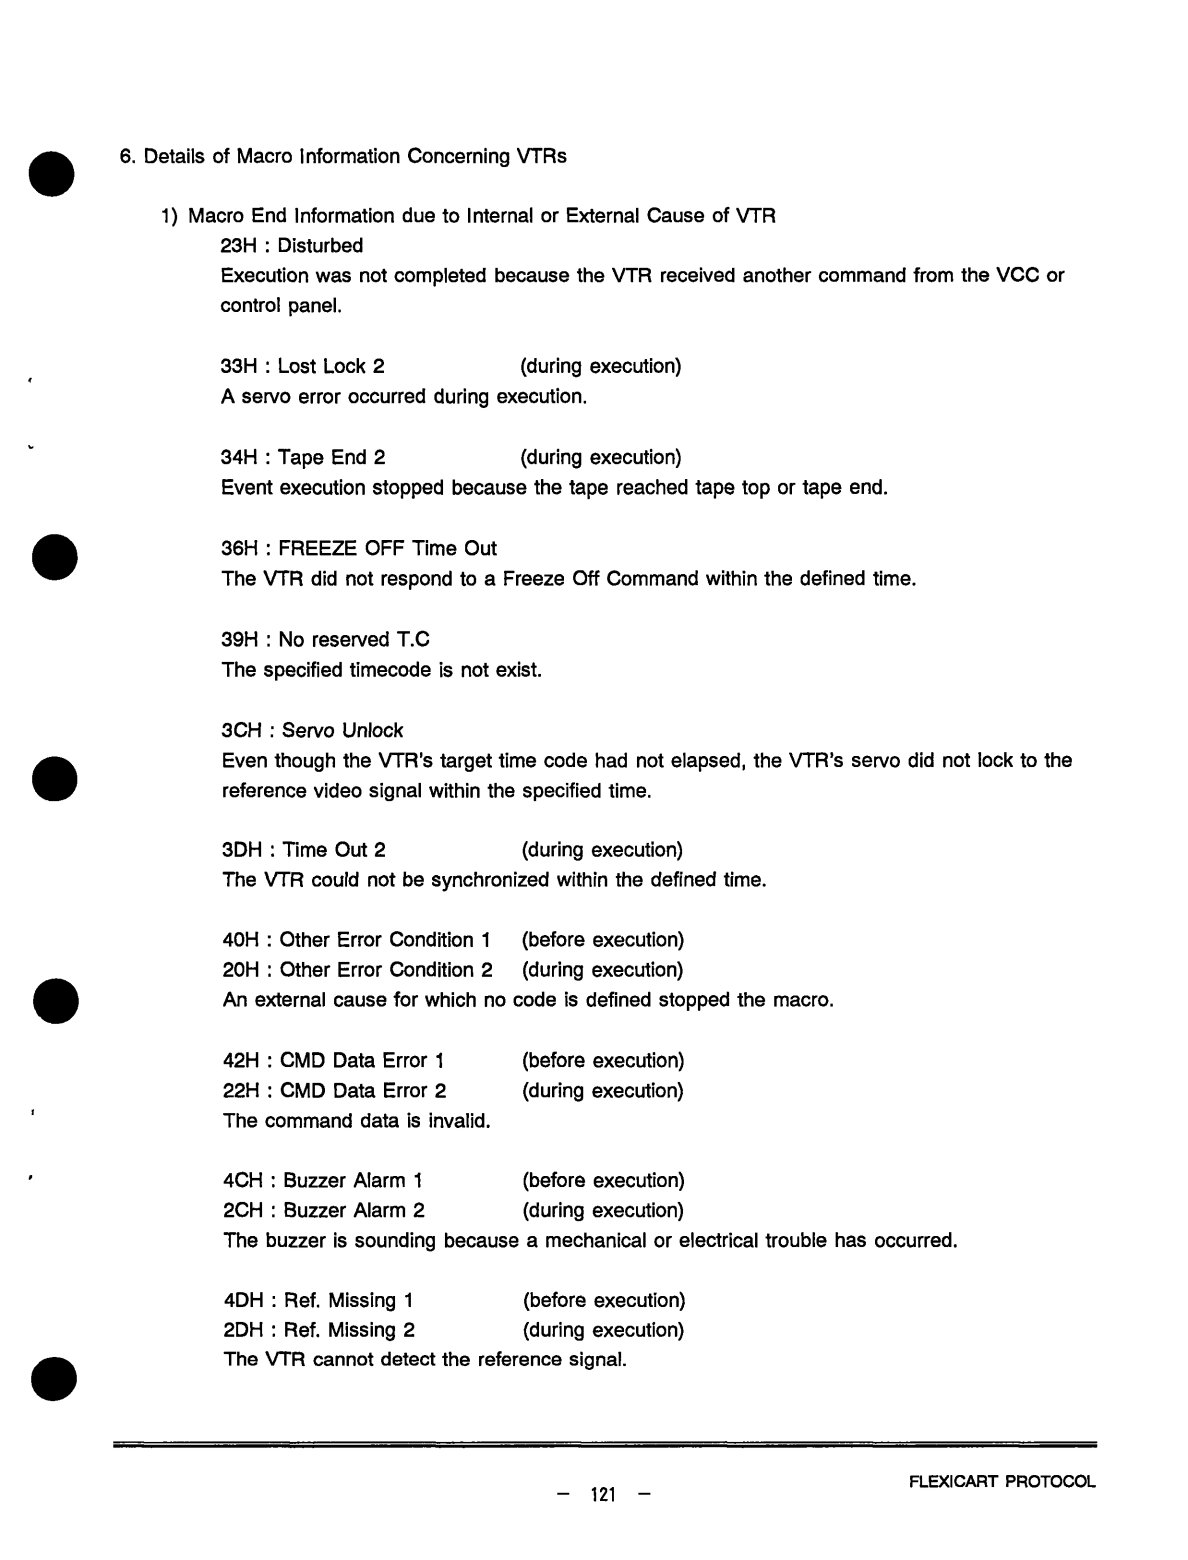 6. Details of Macro Information Concerning VTRs
1) Macro End Information due to Internal or External Cause of VTR
23H : Disturbed
Execution was not completed because the VTR received another command from the VCC or
control panel.
33H : Lost Lock 2 (during execution)
A servo error occurred during execution.
34H : Tape End 2 (during execution)
Event execution stopped because the tape reached tape top or tape end.
36H : FREEZE OFF Time Out
The VTR did not respond to a Freeze Off Command within the defined time.
39H : No reserved T.C
The specified timecode is not exist.
3CH : Servo Unlock
Even though the VTR's target time code had not elapsed, the VTR's servo did not lock to the
reference video signal within the specified time.
3DH : Time Out 2 (during execution)
The VTR could not be synchronized within the defined time.
40H : Other Error Condition 1 (before execution)
20H : Other Error Condition 2 (during execution)
An external cause for which no code is defined stopped the macro.
42H : CMD Data Error 1 (before execution)
22H : CMD Data Error 2 (during execution)
The command data is invalid.
4CH : Buzzer Alarm 1 (before execution)
2CH : Buzzer Alarm 2 (during execution)
The buzzer is sounding because a mechanical or electrical trouble has occurred.
4DH : Ref. Missing 1 (before execution)
2DH : Ref. Missing 2 (during execution)
The VTR cannot detect the reference signal.
FLEXICART PROTOCOL
– 121 –